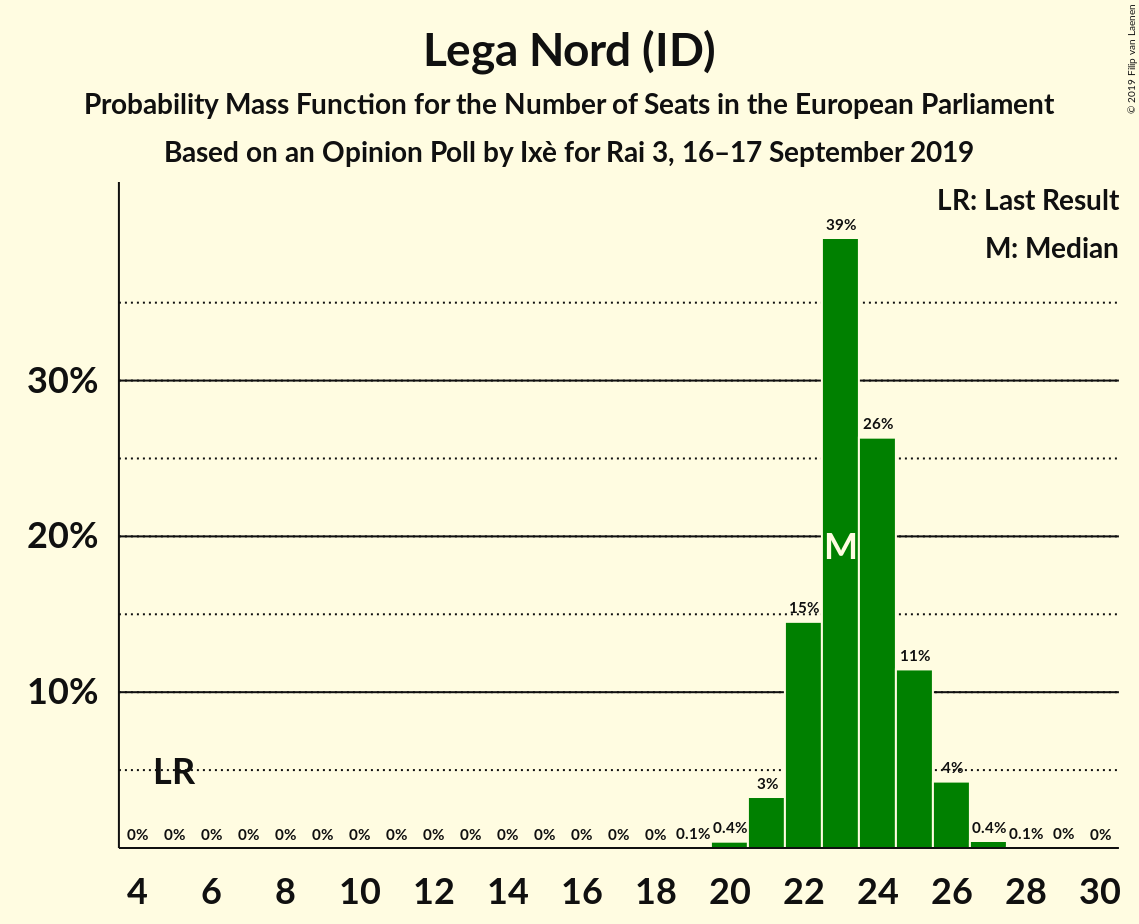 Lega Nord (ID)
Probability Mass Function for the Number of Seats in the European Parliament
Based on an Opinion Poll by Ixè for Rai 3, 16–17 September 2019
© 2019 Filip van Laenen
LR: Last Result
M: Median
39%
30%
26%
20%
M
15%
11%
10%
LR
4%
3%
0% 0% 0% 0% 0% 0% 0% 0% 0% 0% 0% 0% 0% 0% 0% 0.1% 0.4% 0.4% 0.1% 0% 0%
4 6 8 10 12 14 16 18 20 22 24 26 28 30